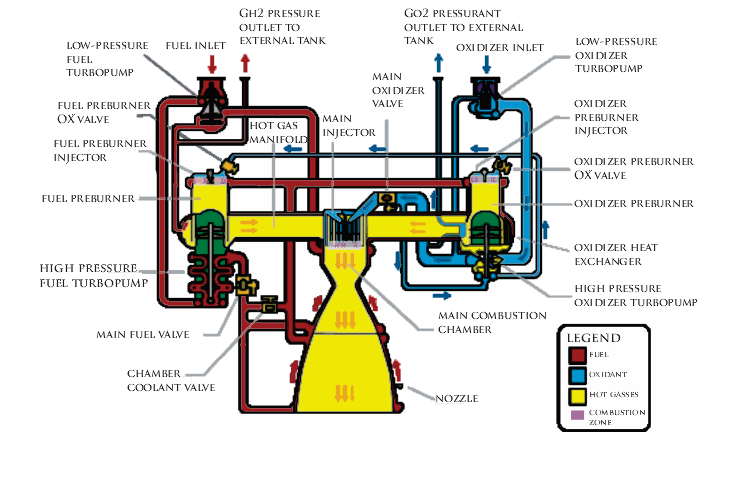 GH2 PRESSURE
OUTLET TO
EXTERNAL TANK
GO2 PRESSURANT
OUTLET TO EXTERNAL
TANK
LOW-PRESSURE
FUEL
TURBOPUMP
FUEL INLET
OXIDIZER INLET
LOW-PRESSURE
OXIDIZER
TURBOPUMP
MAIN
OXIDIZER
VALVE
FUEL PREBURNER
OX VALVE
OXIDIZER
PREBURNER
INJECTOR
HOT GAS
MANIFOLD
MAIN
INJECTOR
FUEL PREBURNER
INJECTOR
OXIDIZER PREBURNER
OX VALVE
FUEL PREBURNER
OXIDIZER PREBURNER
OXIDIZER HEAT
EXCHANGER
HIGH PRESSURE
FUEL TURBOPUMP
HIGH PRESSURE
OXIDIZER TURBOPUMP
MAIN FUEL VALVE
MAIN COMBUSTION
CHAMBER
CHAMBER
COOLANT VALVE
NOZZLE
LEGEND
FUEL
OXIDANT
HOT GASSES
COMBUSTION
ZONE